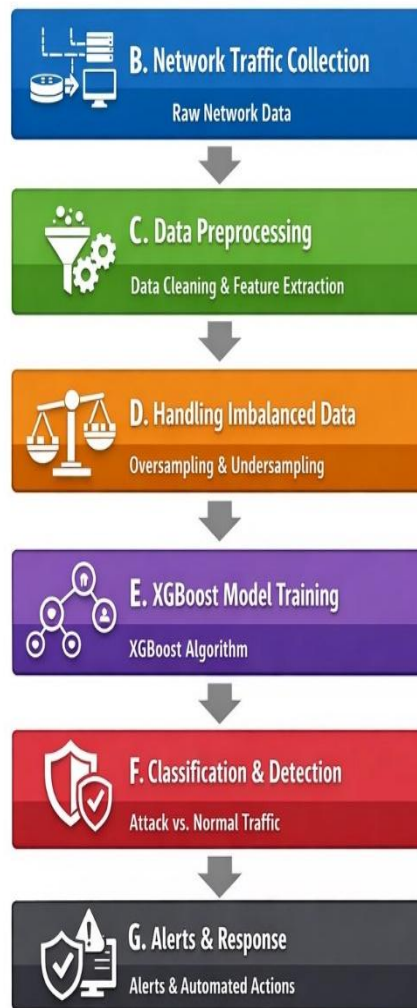 B. Network Traffic Collection
Raw Network Data
C. Data Preprocessing
Data Cleaning & Feature Extraction
D. Handling Imbalanced Data
Oversampling & Undersampling
E. XGBoost Model Training
XGBoost Algorithm
F. Classification & Detection
Attack vs. Normal Traffic
G. Alerts & Response
Alerts & Automated Actions